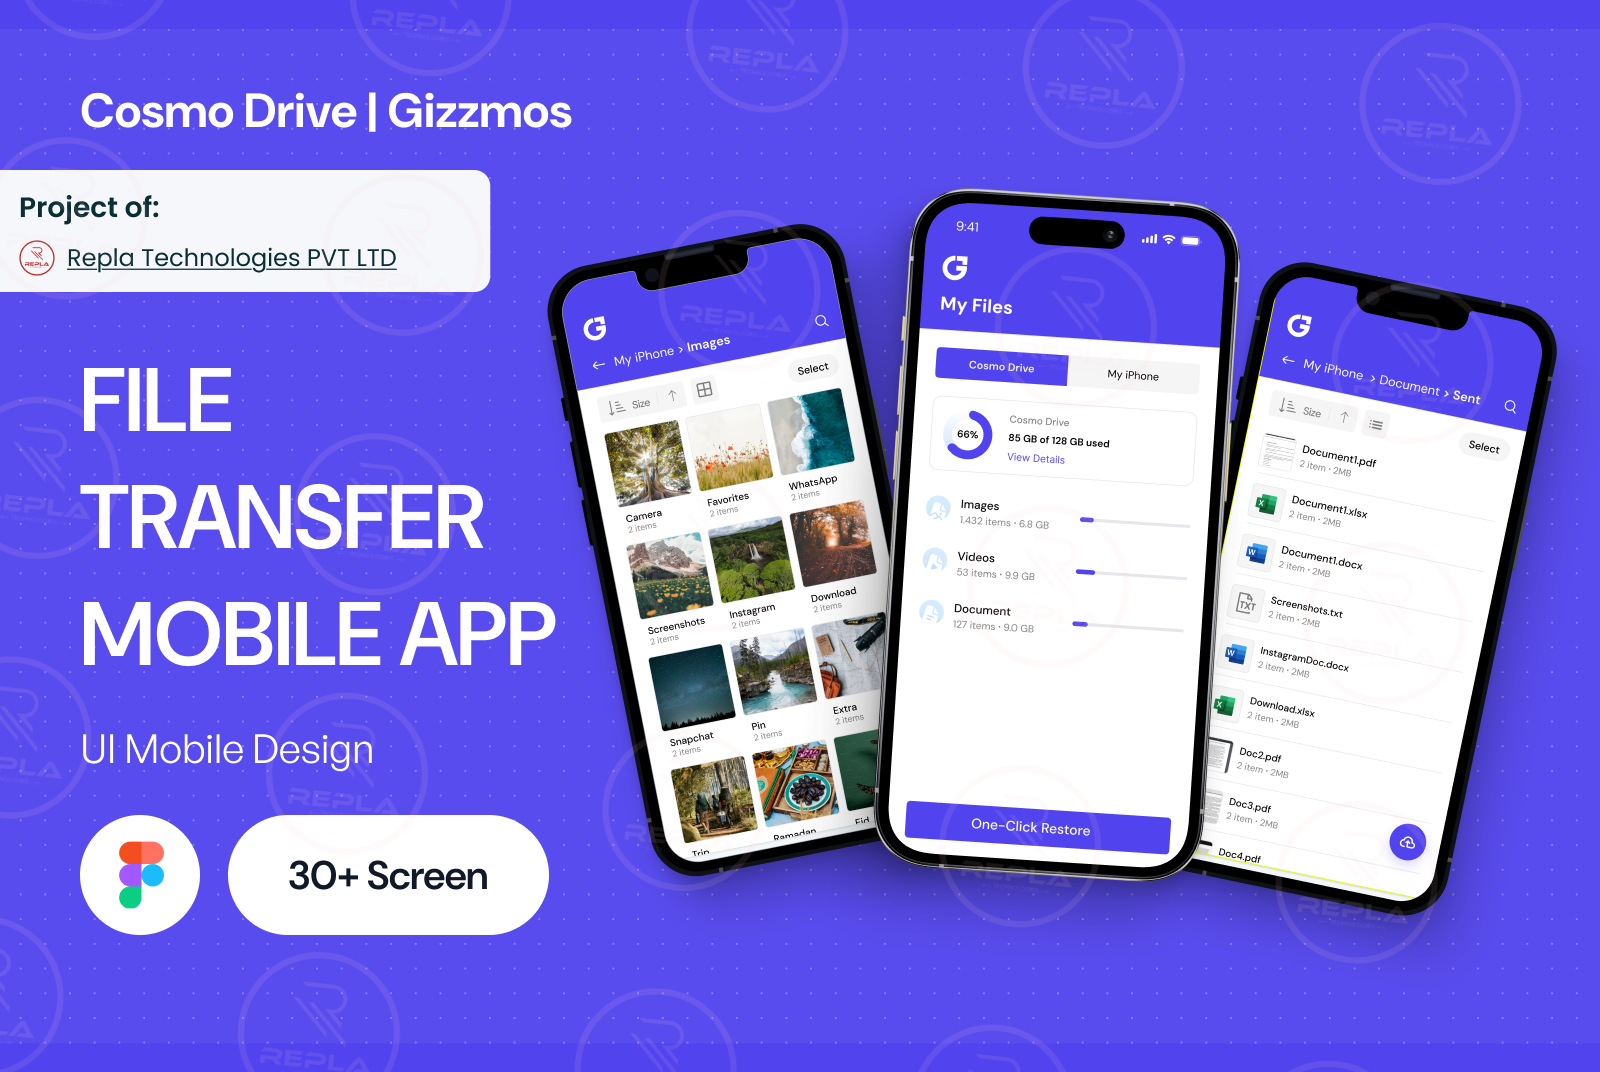 Cosmo Drive | Gizzmos
Project of:
REPLA
Repla Technologies PVT LTD
FILE
TRANSFER
MOBILE APP
UI Mobile Design
30+ Screen
My iPhone > Images
Size
Select
Camera
2 items
Favorites
2 items
WhatsApp
2 items
Screenshots
2 items
Instagram
2 items
Download
2 items
Snapchat
2 items
Pin
2 items
Extra
2 items
Trip
Ramadan
Eid
9:41
My Files
Cosmo Drive
My iPhone
66%
Cosmo Drive
85 GB of 128 GB used
View Details
Images
1.432 items • 6.8 GB
Videos
53 items • 9.9 GB
Document
127 items • 9.0 GB
One-Click Restore
My iPhone > Document > Sent
Size
Select
Document1.pdf
2 item • 2MB
Document1.xlsx
2 item • 2MB
Document1.docx
2 item • 2MB
TXT
Screenshots.txt
2 item • 2MB
InstagramDoc.docx
2 item • 2MB
Download.xlsx
2 item • 2MB
Doc2.pdf
2 item • 2MB
Doc3.pdf
2 item • 2MB
Doc4.pdf
REPLA